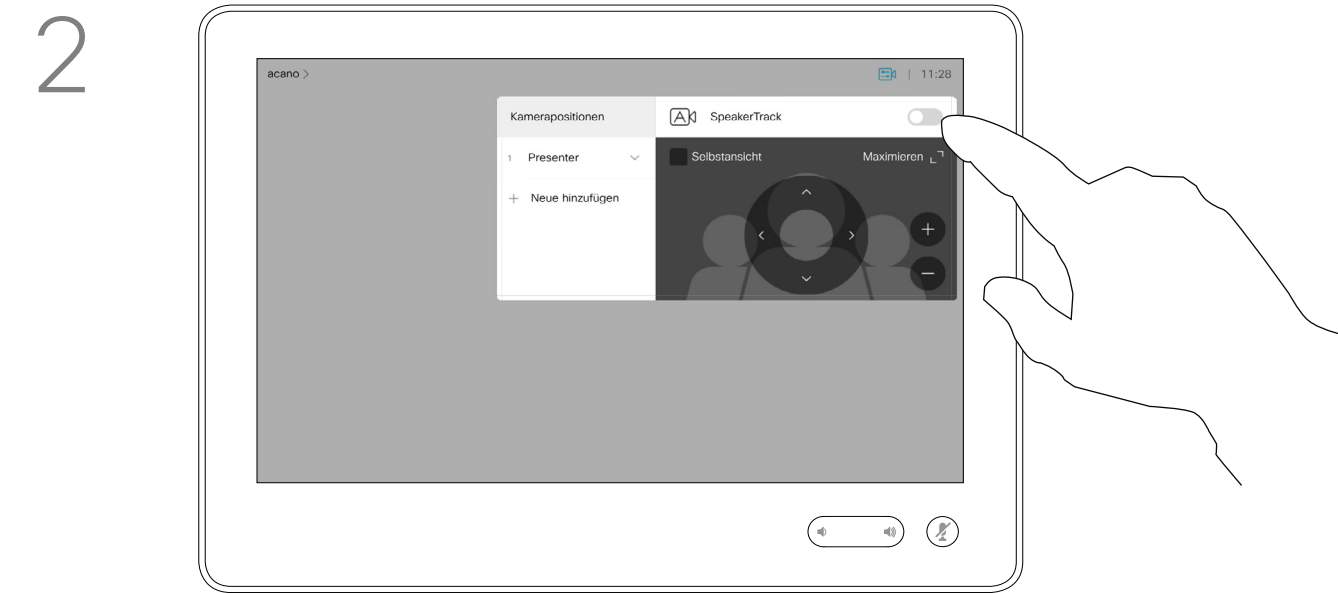 2
acano >
11:28
Kamerapositionen
SpeakerTrack
1 Presenter
Selbstansicht
Maximieren
+ Neue hinzufügen